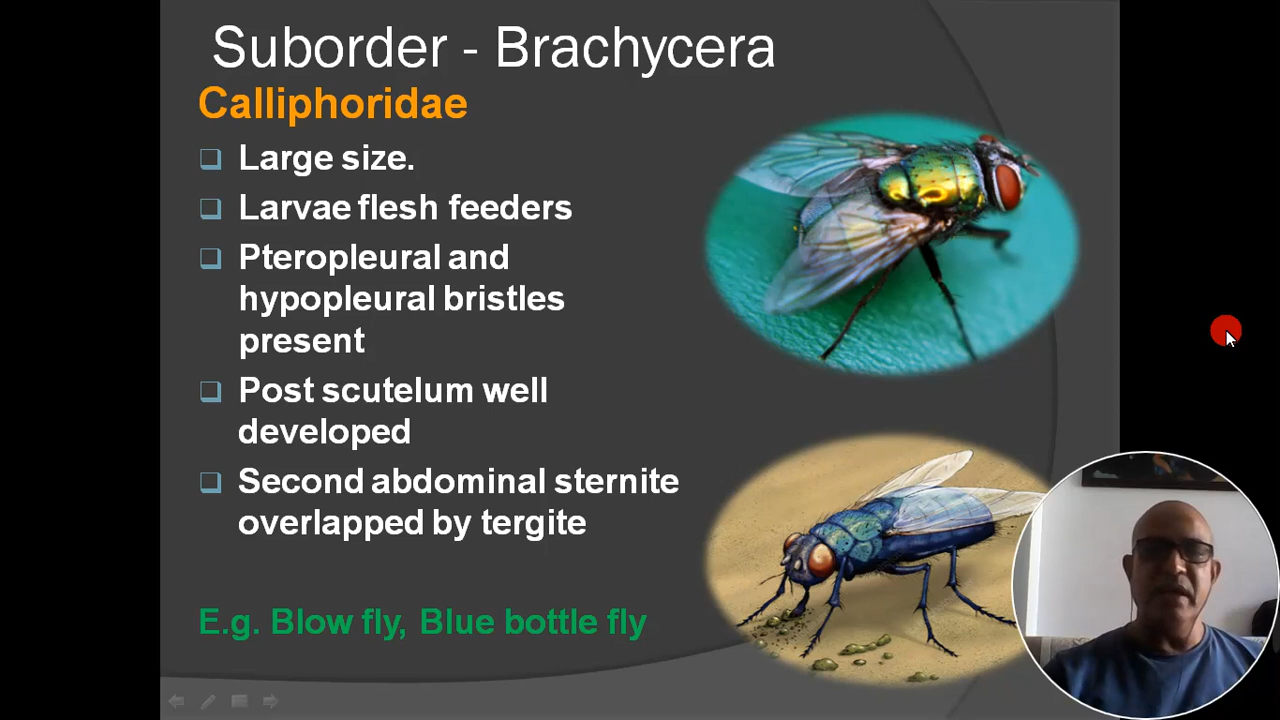 Suborder - Brachycera
Calliphoridae
Large size.
Larvae flesh feeders
Pteropleural and
hypopleural bristles
present
Post scutelum well
developed
Second abdominal sternite
overlapped by tergite
E.g. Blow fly, Blue bottle fly